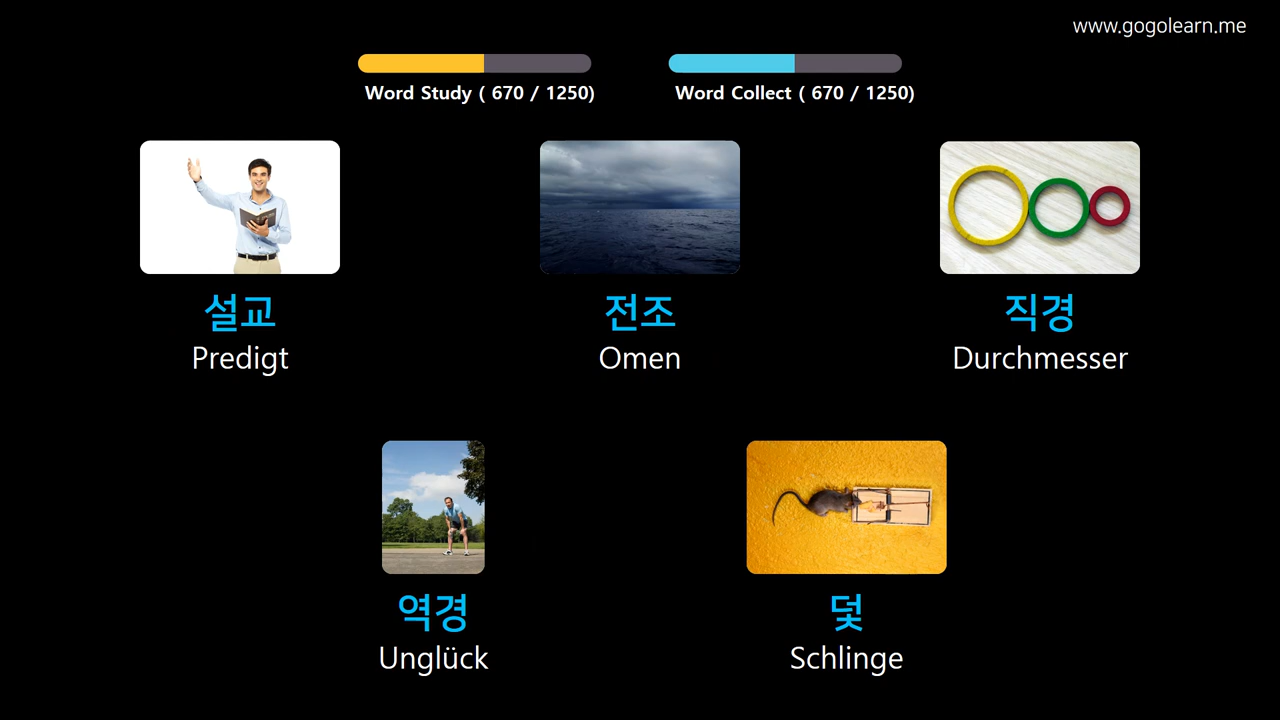 www.gogolearn.me
Word Study ( 670 / 1250)
Word Collect ( 670 / 1250)
설교
Predigt
전조
Omen
직경
Durchmesser
역경
Unglück
덫
Schlinge